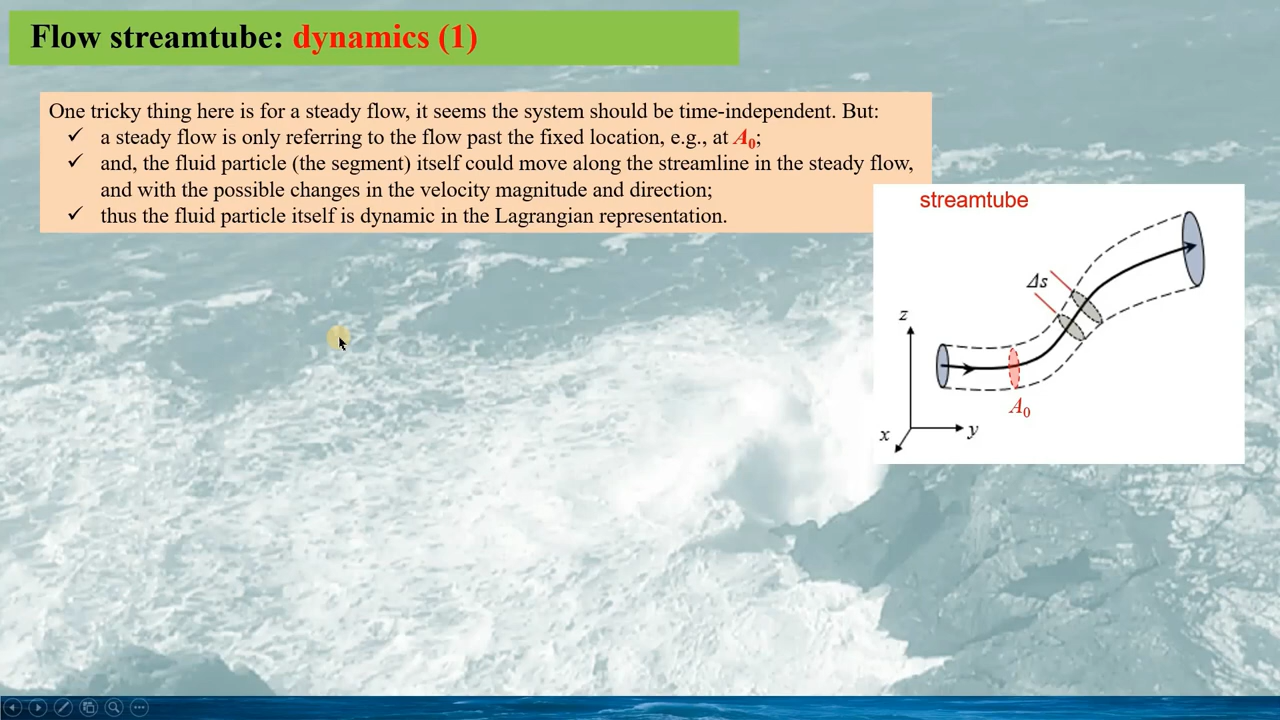 Flow streamtube: dynamics (1)
One tricky thing here is for a steady flow, it seems the system should be time-independent. But:
✓ a steady flow is only referring to the flow past the fixed location, e.g., at A₀;
✓ and, the fluid particle (the segment) itself could move along the streamline in the steady flow,
and with the possible changes in the velocity magnitude and direction;
✓ thus the fluid particle itself is dynamic in the Lagrangian representation.
streamtube
Δs
z
A₀
y
x